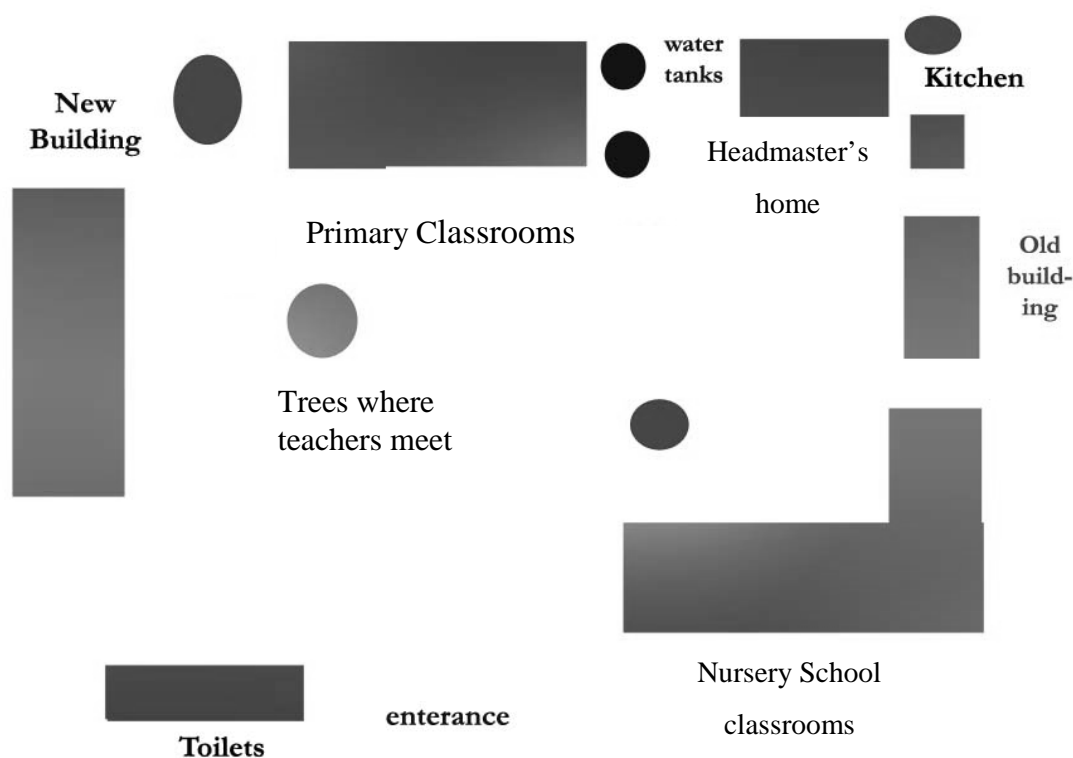 water
tanks
Kitchen
New
Building
Headmaster’s
home
Primary Classrooms
Old
build-
ing
Trees where
teachers meet
Nursery School
classrooms
enterance
Toilets